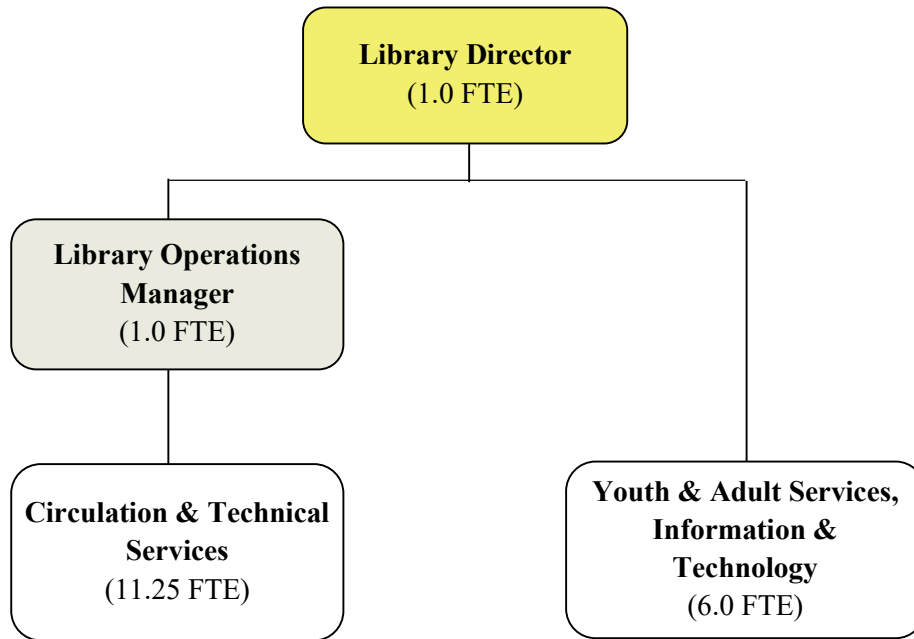 Library Director
(1.0 FTE)
Library Operations
Manager
(1.0 FTE)
Circulation & Technical
Services
(11.25 FTE)
Youth & Adult Services,
Information &
Technology
(6.0 FTE)